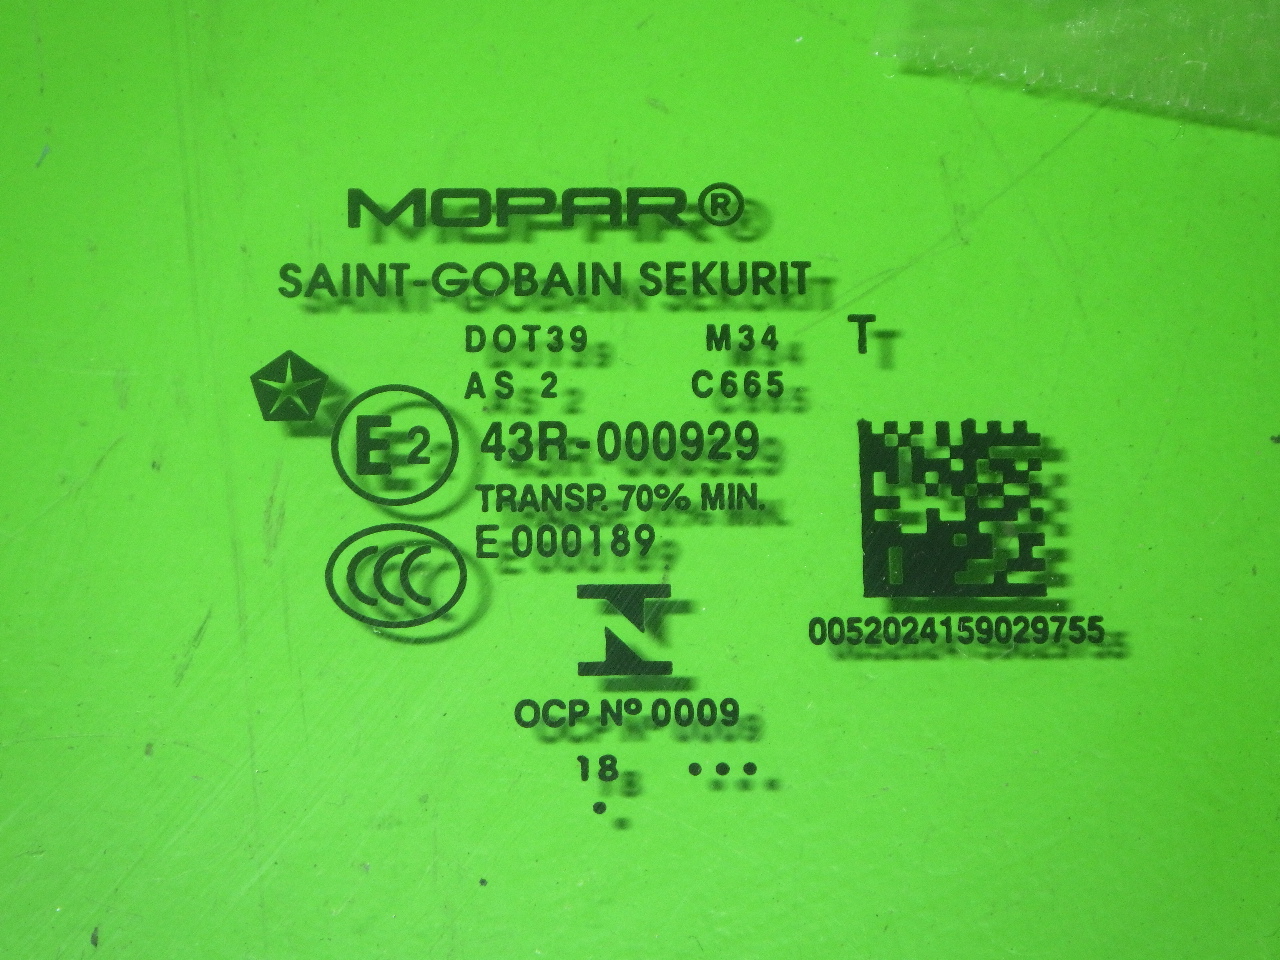 MOPAR®
SAINT-GOBAIN SEKURIT
DOT39 M34 T
AS 2 C665
E2 43R-000929
TRANSP. 70% MIN.
CCC E 000189
0052024159029755
OCP Nº 0009
18 •••
•